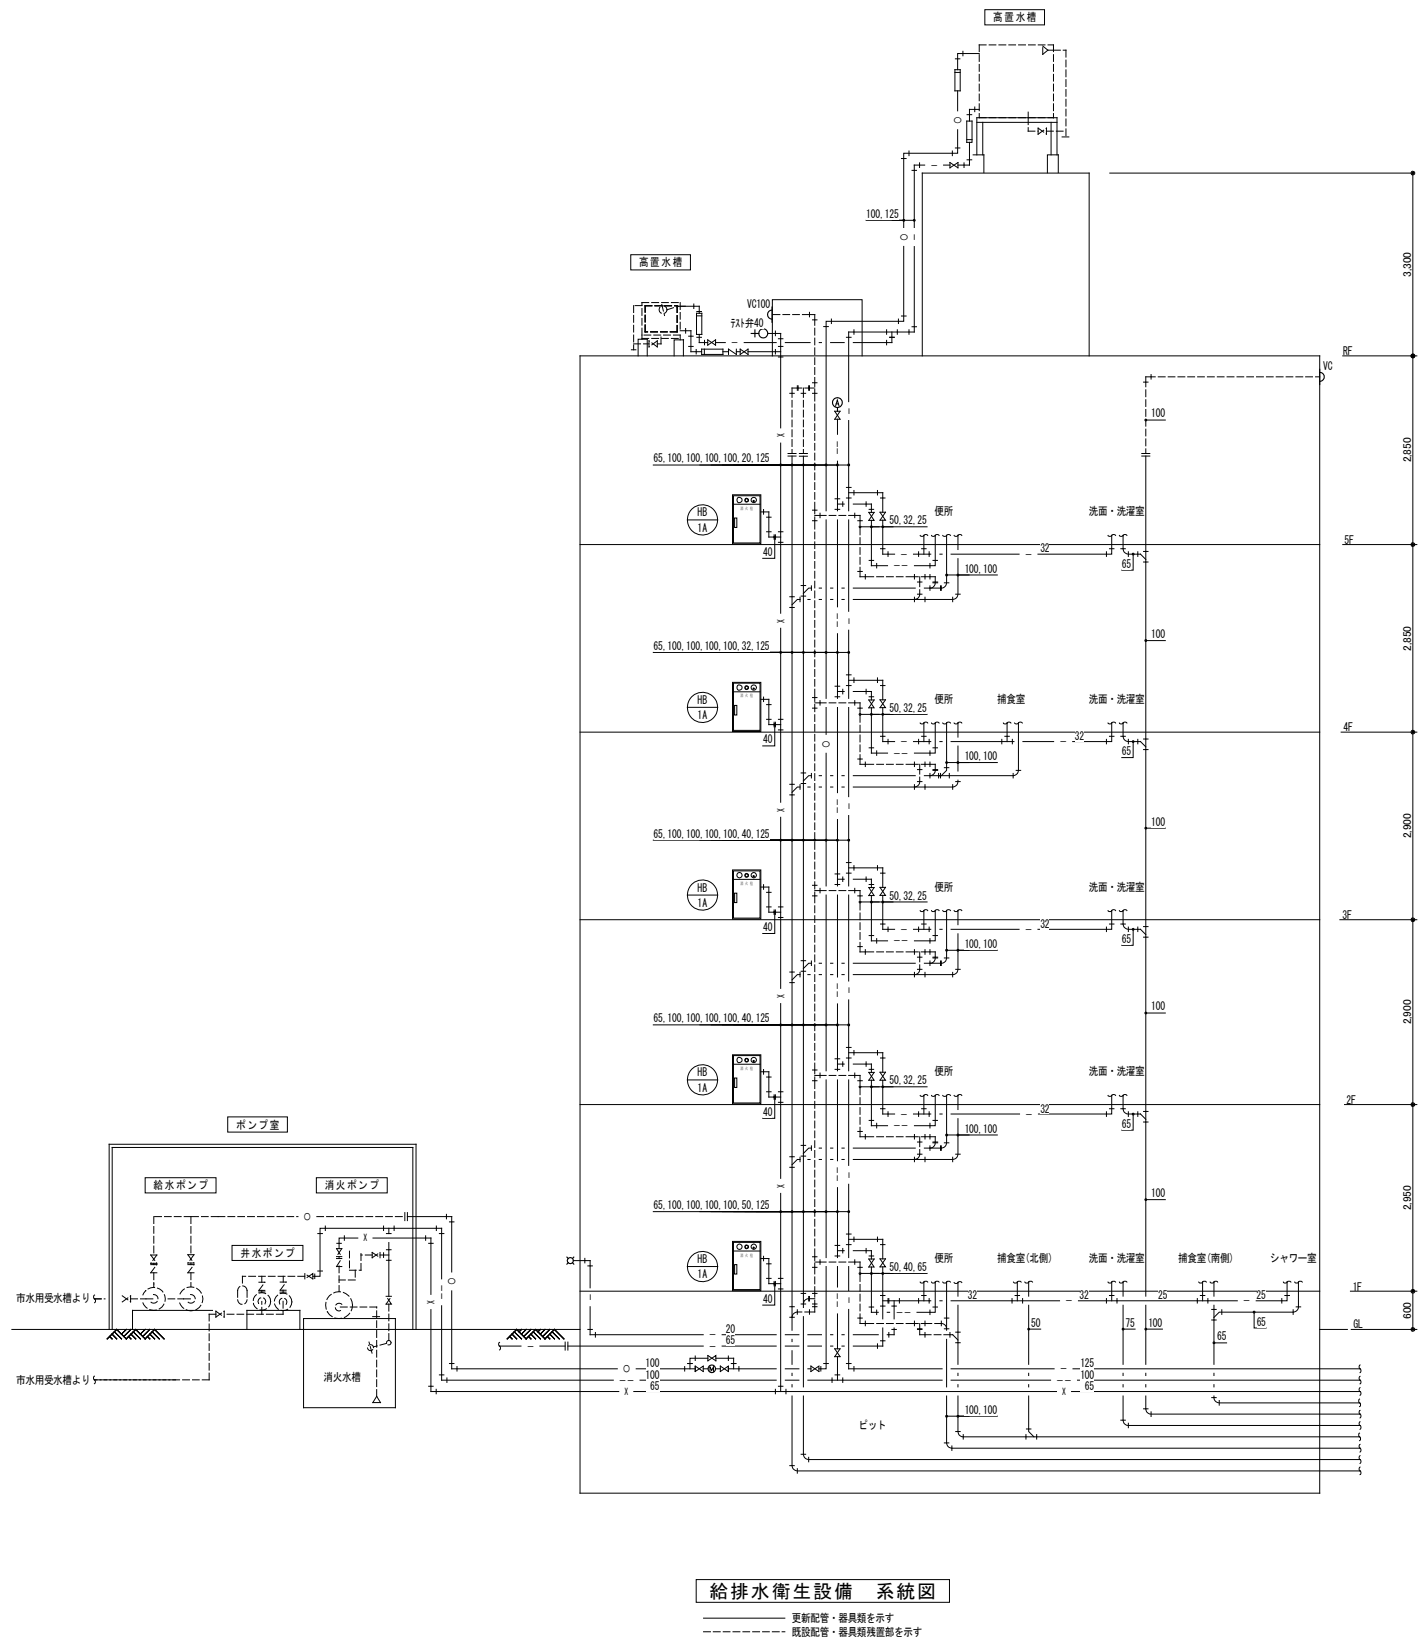 高置水槽
100,125
3,300
高置水槽
VC100
テスト弁40
RF
VC
100
2,850
65,100,100,100,100,20,125
HB
1A
50,32,25
便所
洗面・洗濯室
40
32
65
5F
100,100
100
2,850
65,100,100,100,100,32,125
HB
1A
50,32,25
便所
補食室
洗面・洗濯室
40
32
65
4F
100,100
100
2,900
65,100,100,100,100,40,125
HB
1A
50,32,25
便所
洗面・洗濯室
40
32
65
3F
100,100
100
2,900
65,100,100,100,100,40,125
HB
1A
50,32,25
便所
洗面・洗濯室
40
32
65
2F
100,100
ポンプ室
給水ポンプ
消火ポンプ
井水ポンプ
100
2,950
65,100,100,100,100,50,125
HB
1A
50,40,65
便所
補食室(北側)
洗面・洗濯室
補食室(南側)
シャワー室
市水用受水槽より
40
32
32
25
25
1F
600
20
65
50
75
100
65
65
GL
市水用受水槽より
消火水槽
100
M
125
100
100
65
65
ピット
100,100
給排水衛生設備 系統図
更新配管・器具類を示す
既設配管・器具類残置部を示す